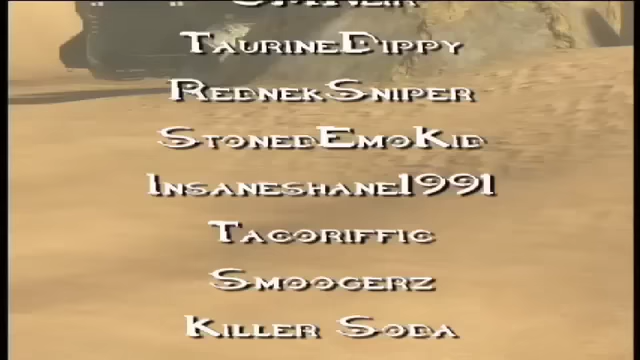 TaurineDippy
RednekSniper
StonedEmoKid
Insaneshane1991
Tacoriffic
Smoogerz
Killer Soda